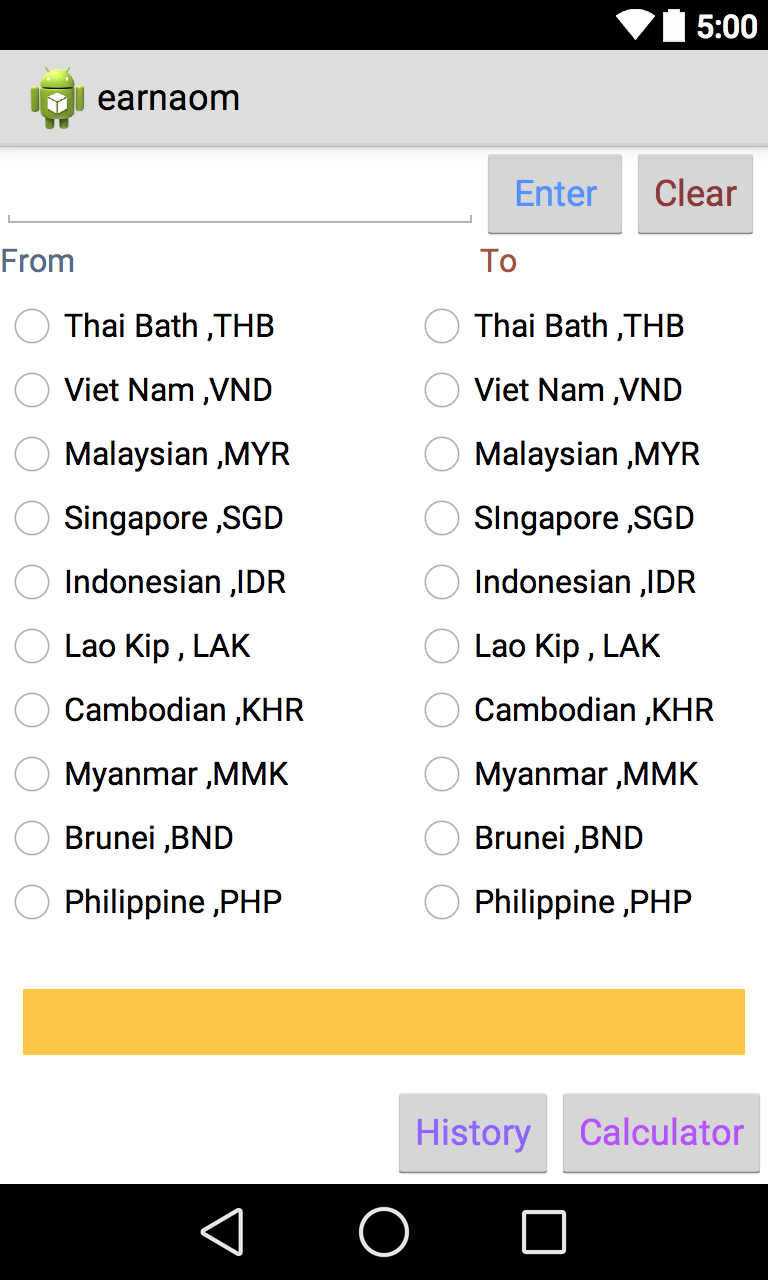 5:00
earnaom
Enter Clear
From To
Thai Bath ,THB Thai Bath ,THB
Viet Nam ,VND Viet Nam ,VND
Malaysian ,MYR Malaysian ,MYR
Singapore ,SGD SIngapore ,SGD
Indonesian ,IDR Indonesian ,IDR
Lao Kip , LAK Lao Kip , LAK
Cambodian ,KHR Cambodian ,KHR
Myanmar ,MMK Myanmar ,MMK
Brunei ,BND Brunei ,BND
Philippine ,PHP Philippine ,PHP
History Calculator